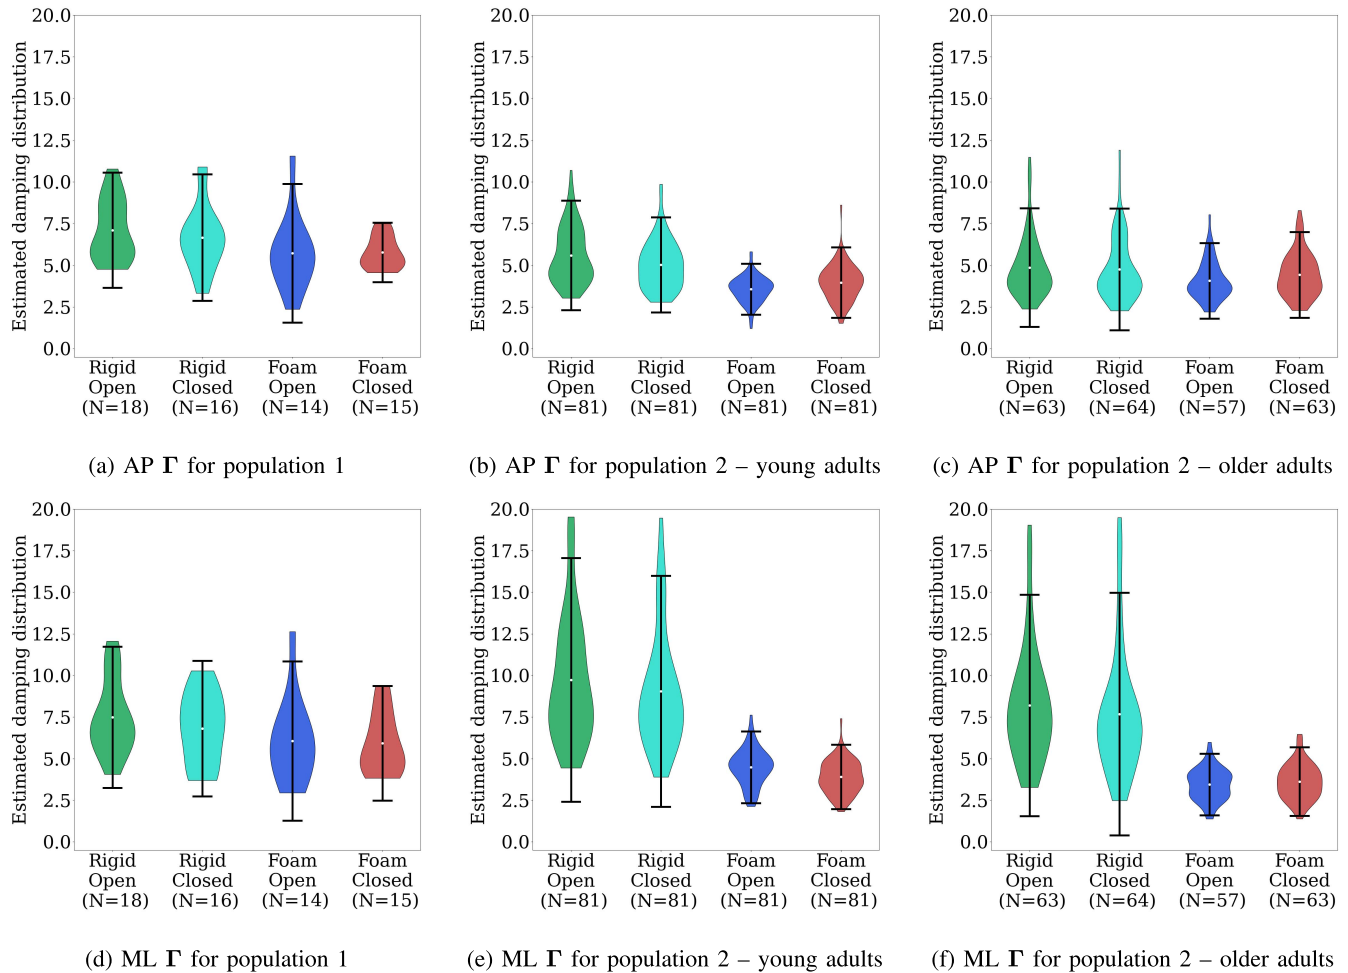 Estimated damping distribution
20.0
17.5
15.0
12.5
10.0
7.5
5.0
2.5
0.0
Rigid Open (N=18)
Rigid Closed (N=16)
Foam Open (N=14)
Foam Closed (N=15)
(a) AP Γ for population 1
Estimated damping distribution
20.0
17.5
15.0
12.5
10.0
7.5
5.0
2.5
0.0
Rigid Open (N=81)
Rigid Closed (N=81)
Foam Open (N=81)
Foam Closed (N=81)
(b) AP Γ for population 2 – young adults
Estimated damping distribution
20.0
17.5
15.0
12.5
10.0
7.5
5.0
2.5
0.0
Rigid Open (N=63)
Rigid Closed (N=64)
Foam Open (N=57)
Foam Closed (N=63)
(c) AP Γ for population 2 – older adults
Estimated damping distribution
20.0
17.5
15.0
12.5
10.0
7.5
5.0
2.5
0.0
Rigid Open (N=18)
Rigid Closed (N=16)
Foam Open (N=14)
Foam Closed (N=15)
(d) ML Γ for population 1
Estimated damping distribution
20.0
17.5
15.0
12.5
10.0
7.5
5.0
2.5
0.0
Rigid Open (N=81)
Rigid Closed (N=81)
Foam Open (N=81)
Foam Closed (N=81)
(e) ML Γ for population 2 – young adults
Estimated damping distribution
20.0
17.5
15.0
12.5
10.0
7.5
5.0
2.5
0.0
Rigid Open (N=63)
Rigid Closed (N=64)
Foam Open (N=57)
Foam Closed (N=63)
(f) ML Γ for population 2 – older adults